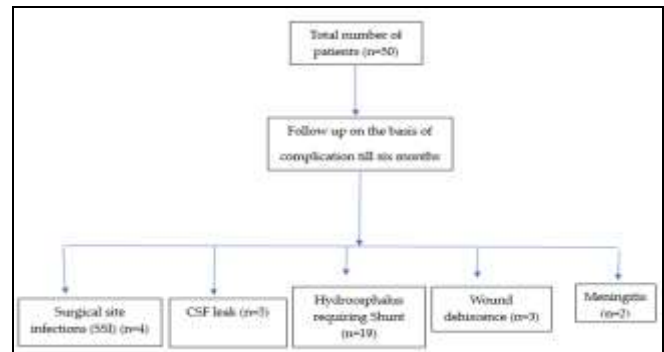 Total number of
patients (n=50)
Follow up on the basis of
complication till six months
Surgical site
infections (SSI) (n=4)
CSF leak
Hydrocephalus
requiring Shunt
(n=19)
Wound
dehiscence (n=3)
Meningitis
(n=2)